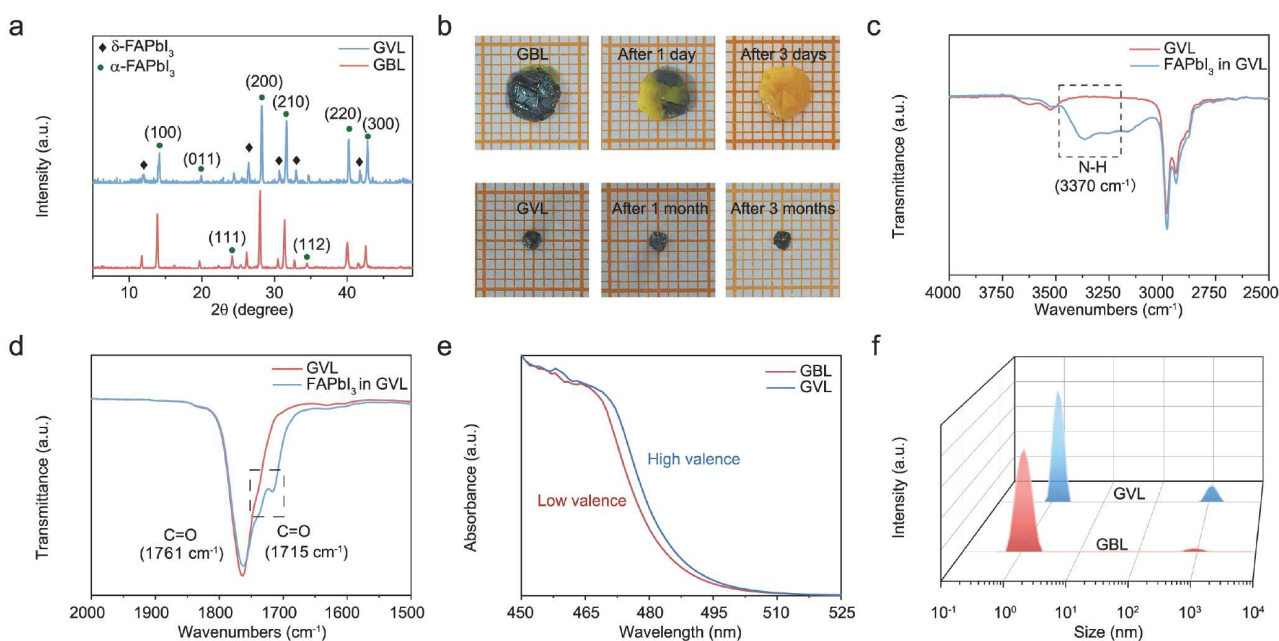 a
♦ δ-FAPbI₃
● α-FAPbI₃
GVL
GBL
(100)
(011)
(200)
(210)
(220)
(300)
(111)
(112)
Intensity (a.u.)
10 20 30 40
2θ (degree)
b
GBL
After 1 day
After 3 days
GVL
After 1 month
After 3 months
c
GVL
FAPbI₃ in GVL
N-H
(3370 cm⁻¹)
Transmittance (a.u.)
4000 3750 3500 3250 3000 2750 2500
Wavenumbers (cm⁻¹)
d
GVL
FAPbI₃ in GVL
C=O
(1761 cm⁻¹)
C=O
(1715 cm⁻¹)
Transmittance (a.u.)
2000 1900 1800 1700 1600 1500
Wavenumbers (cm⁻¹)
e
GBL
GVL
High valence
Low valence
Absorbance (a.u.)
450 465 480 495 510 525
Wavelength (nm)
f
GVL
GBL
Intensity (a.u.)
10⁻¹ 10⁰ 10¹ 10² 10³ 10⁴
Size (nm)